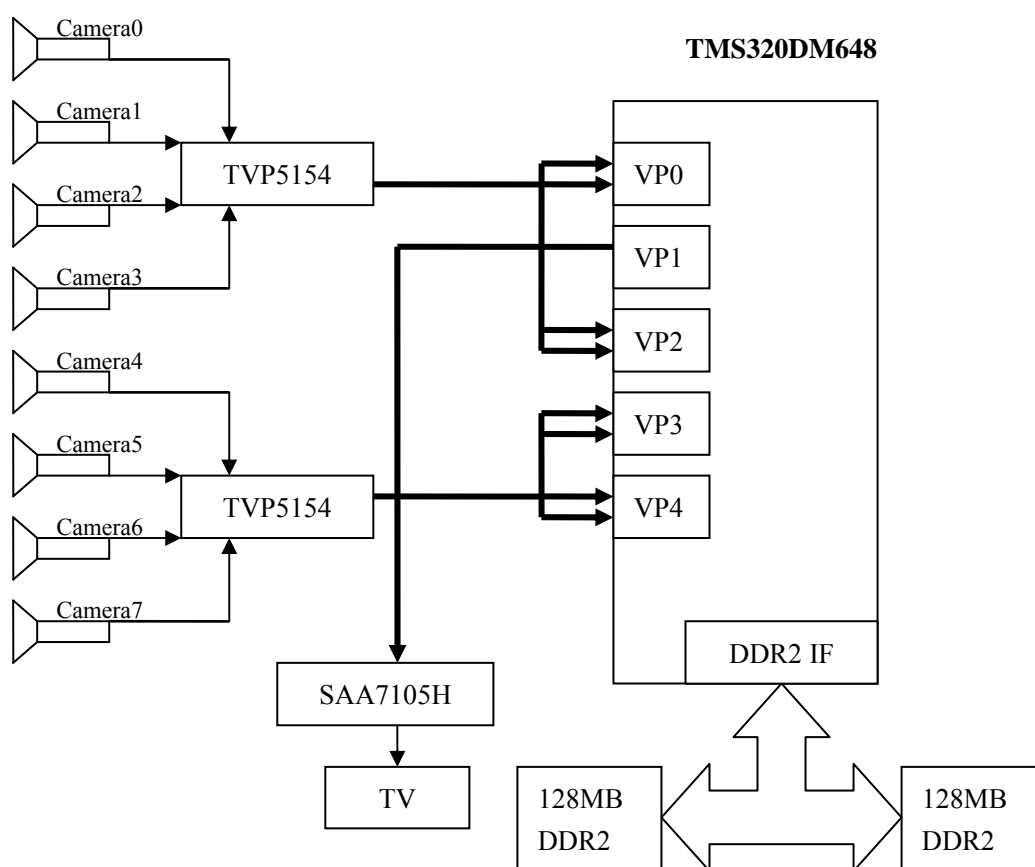 Camera0
TMS320DM648
Camera1
TVP5154
VP0
Camera2
VP1
Camera3
VP2
Camera4
VP3
Camera5
TVP5154
VP4
Camera6
Camera7
DDR2 IF
SAA7105H
TV
128MB
DDR2
128MB
DDR2